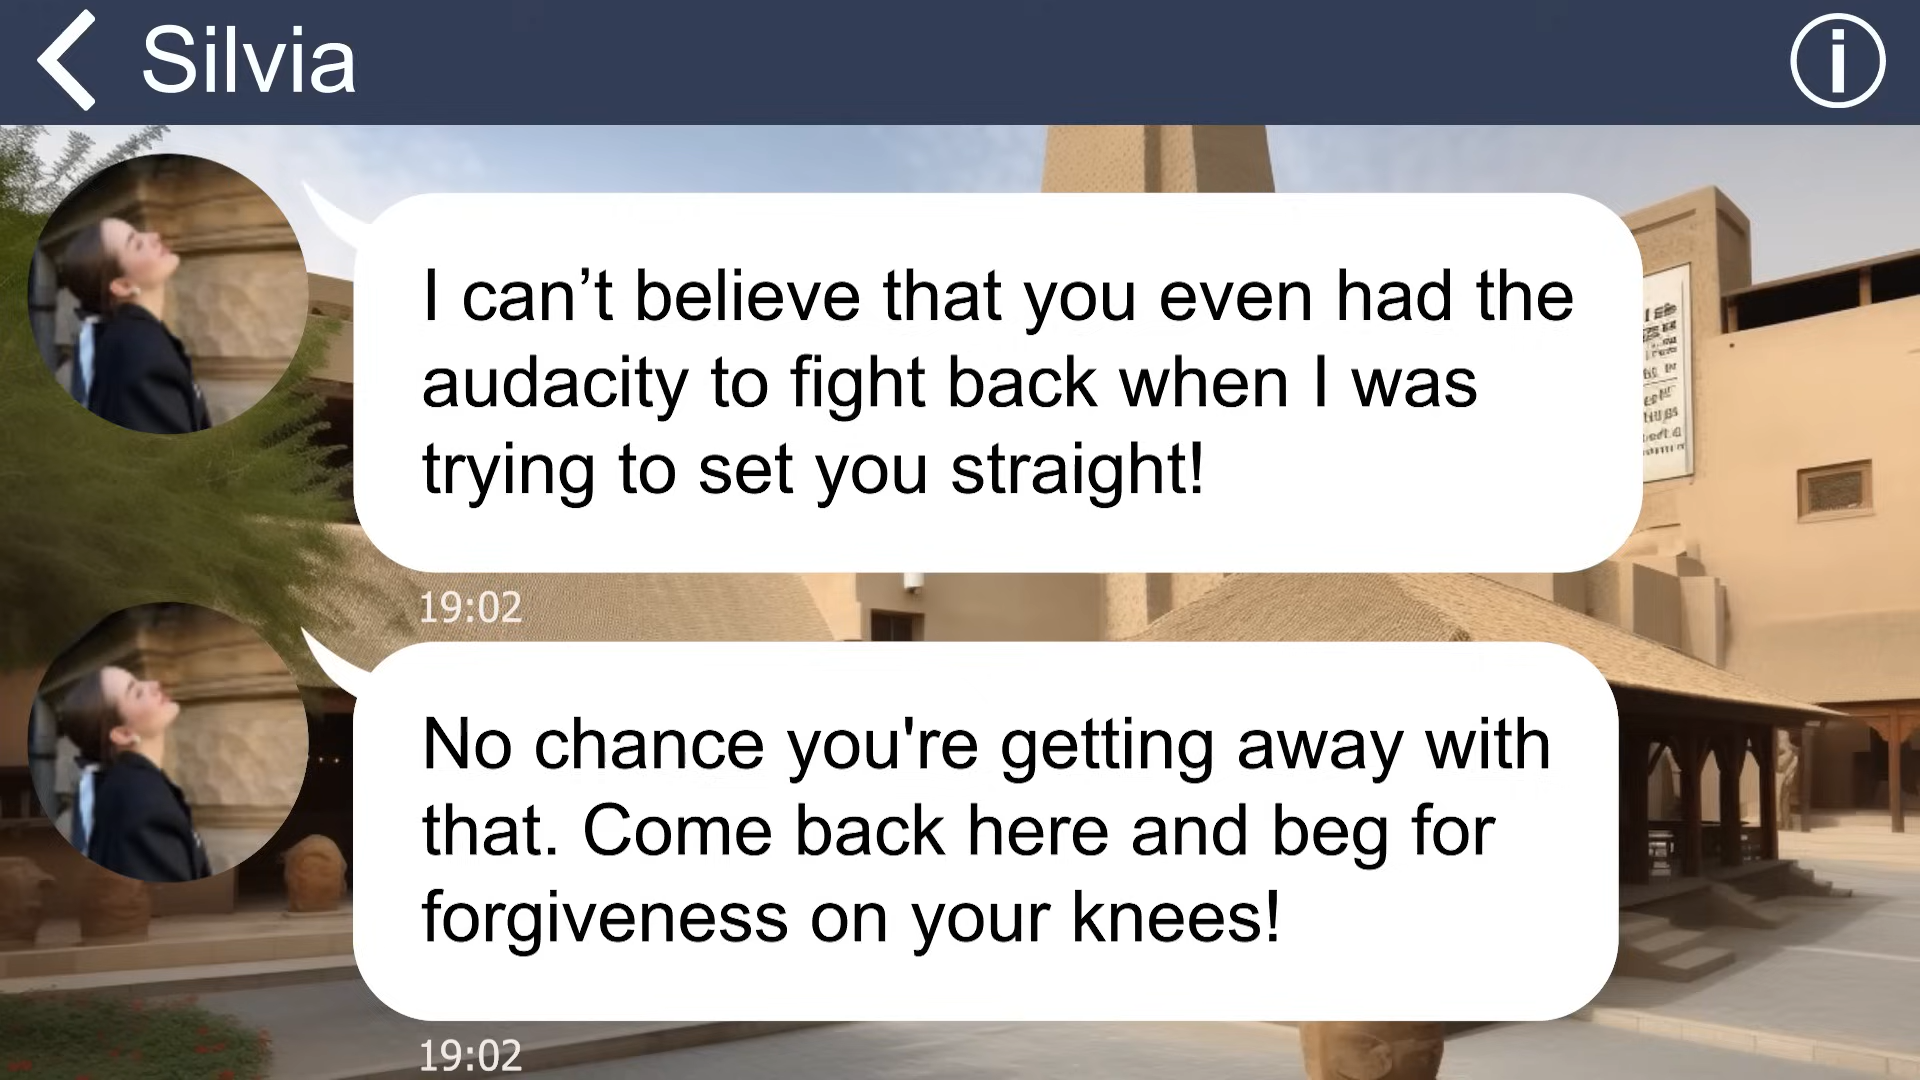 Silvia
I can’t believe that you even had the
audacity to fight back when I was
trying to set you straight!
19:02
No chance you're getting away with
that. Come back here and beg for
forgiveness on your knees!
19:02